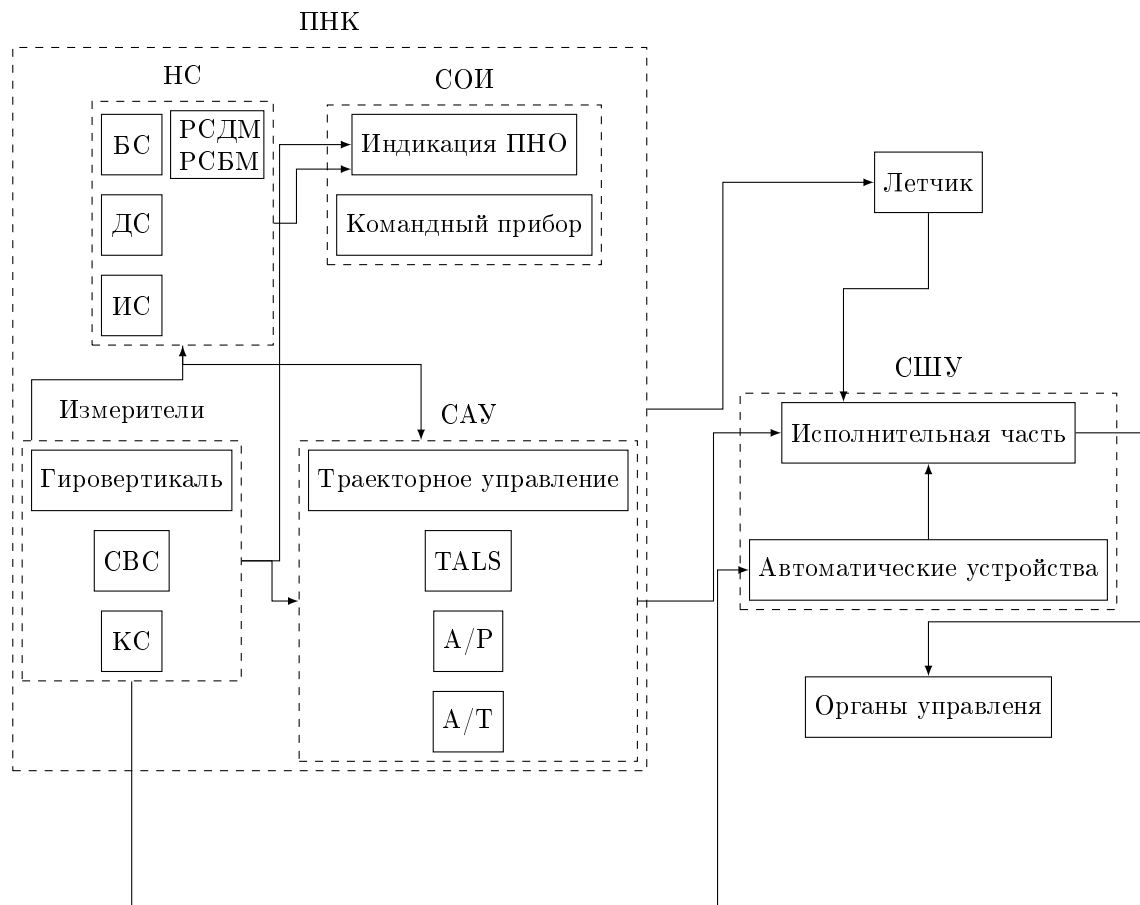 ПНК
НС
СОИ
БС
РСДМ
РСБМ
Индикация ПНО
Летчик
ДС
Командный прибор
ИС
СШУ
Измерители
САУ
Исполнительная часть
Гировертикаль
Траекторное управление
СВС
TALS
Автоматические устройства
КС
А/Р
Органы управленя
А/Т